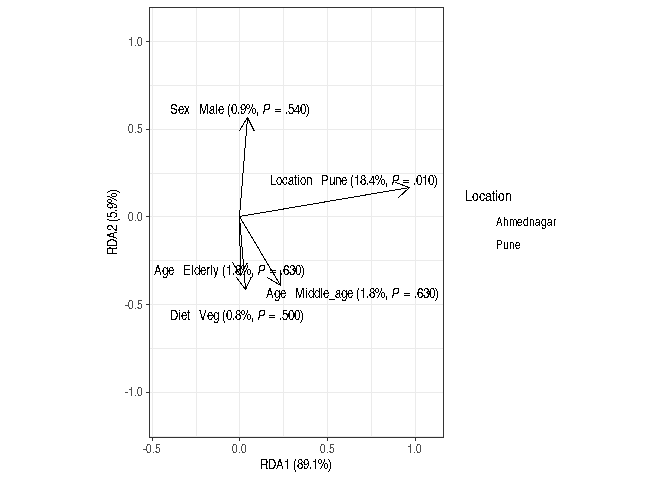 1.0
Sex Male (0.9%, P = .540)
0.5
Location Pune (18.4%, P = .010)
Location
Ahmednagar
RDA2 (5.9%)
0.0
Pune
Age Elderly (1.8%, P = .630)
Age Middle_age (1.8%, P = .630)
-0.5
Diet Veg (0.8%, P = .500)
-1.0
-0.5 0.0 0.5 1.0
RDA1 (89.1%)